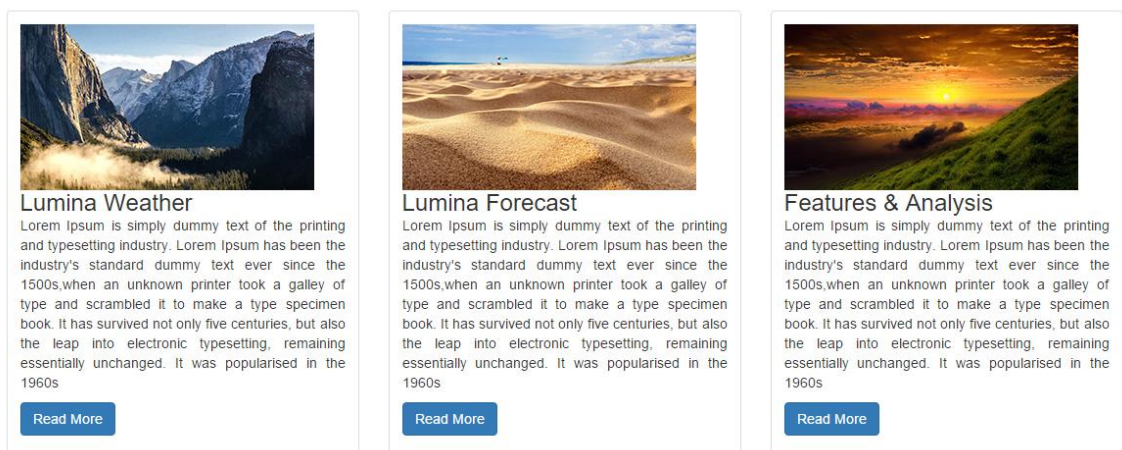 Lumina Weather
Lorem Ipsum is simply dummy text of the printing
and typesetting industry. Lorem Ipsum has been the
industry's standard dummy text ever since the
1500s,when an unknown printer took a galley of
type and scrambled it to make a type specimen
book. It has survived not only five centuries, but also
the leap into electronic typesetting, remaining
essentially unchanged. It was popularised in the
1960s
Read More
Lumina Forecast
Lorem Ipsum is simply dummy text of the printing
and typesetting industry. Lorem Ipsum has been the
industry's standard dummy text ever since the
1500s,when an unknown printer took a galley of
type and scrambled it to make a type specimen
book. It has survived not only five centuries, but also
the leap into electronic typesetting, remaining
essentially unchanged. It was popularised in the
1960s
Read More
Features & Analysis
Lorem Ipsum is simply dummy text of the printing
and typesetting industry. Lorem Ipsum has been the
industry's standard dummy text ever since the
1500s,when an unknown printer took a galley of
type and scrambled it to make a type specimen
book. It has survived not only five centuries, but also
the leap into electronic typesetting, remaining
essentially unchanged. It was popularised in the
1960s
Read More